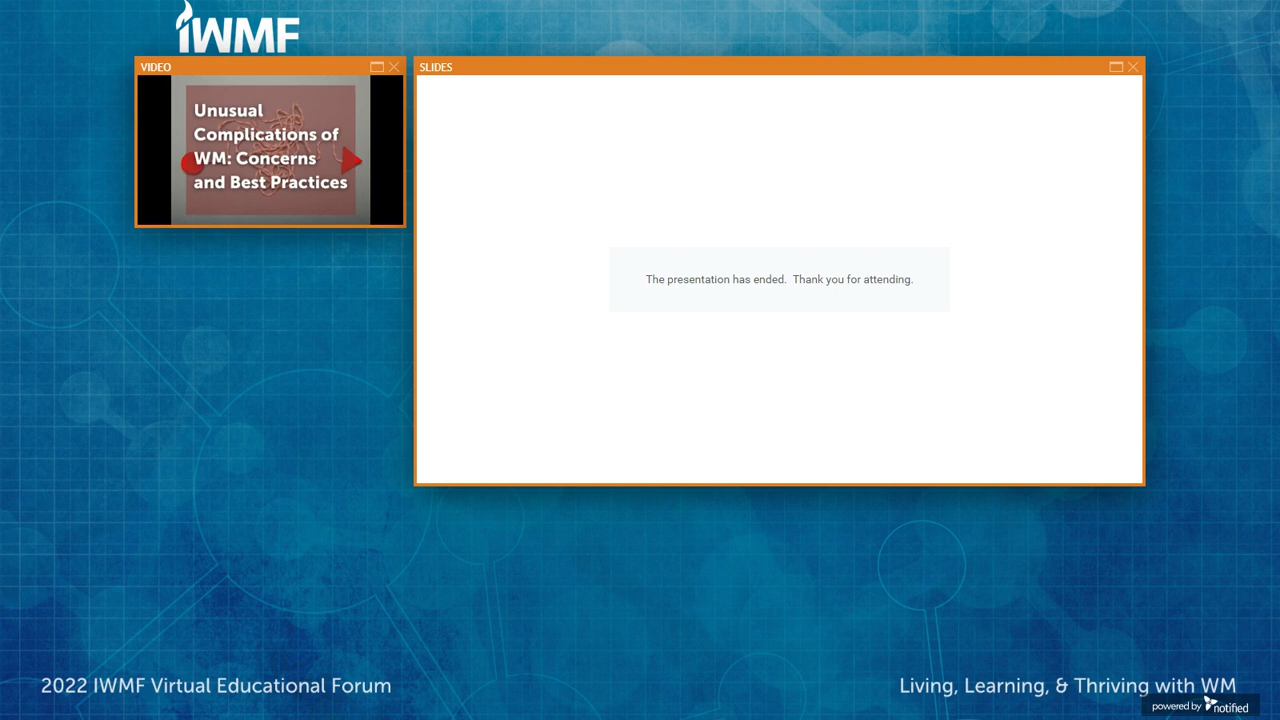 IWMF
VIDEO
Unusual
Complications of
WM: Concerns
and Best Practices
SLIDES
The presentation has ended.  Thank you for attending.
2022 IWMF Virtual Educational Forum
Living, Learning, & Thriving with WM
powered by notified